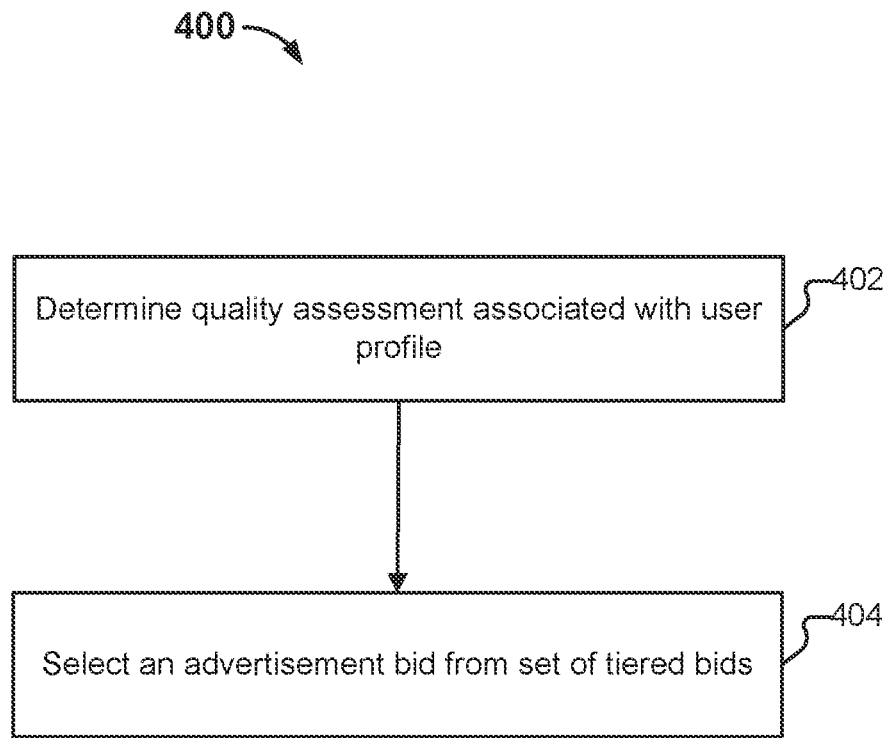 400
Determine quality assessment associated with user
profile
402
Select an advertisement bid from set of tiered bids
404